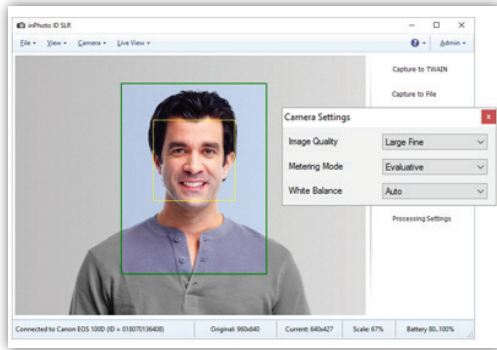 inPhoto ID SLR
File View Camera Live View ? Admin
Capture to TWAIN
Capture to File
Camera Settings x
Image Quality Large Fine
Metering Mode Evaluative
White Balance Auto
Processing Settings
Connected to Canon EOS 100D (ID = 018070136408) Original: 960x640 Current: 640x427 Scale: 67% Battery 80..100%